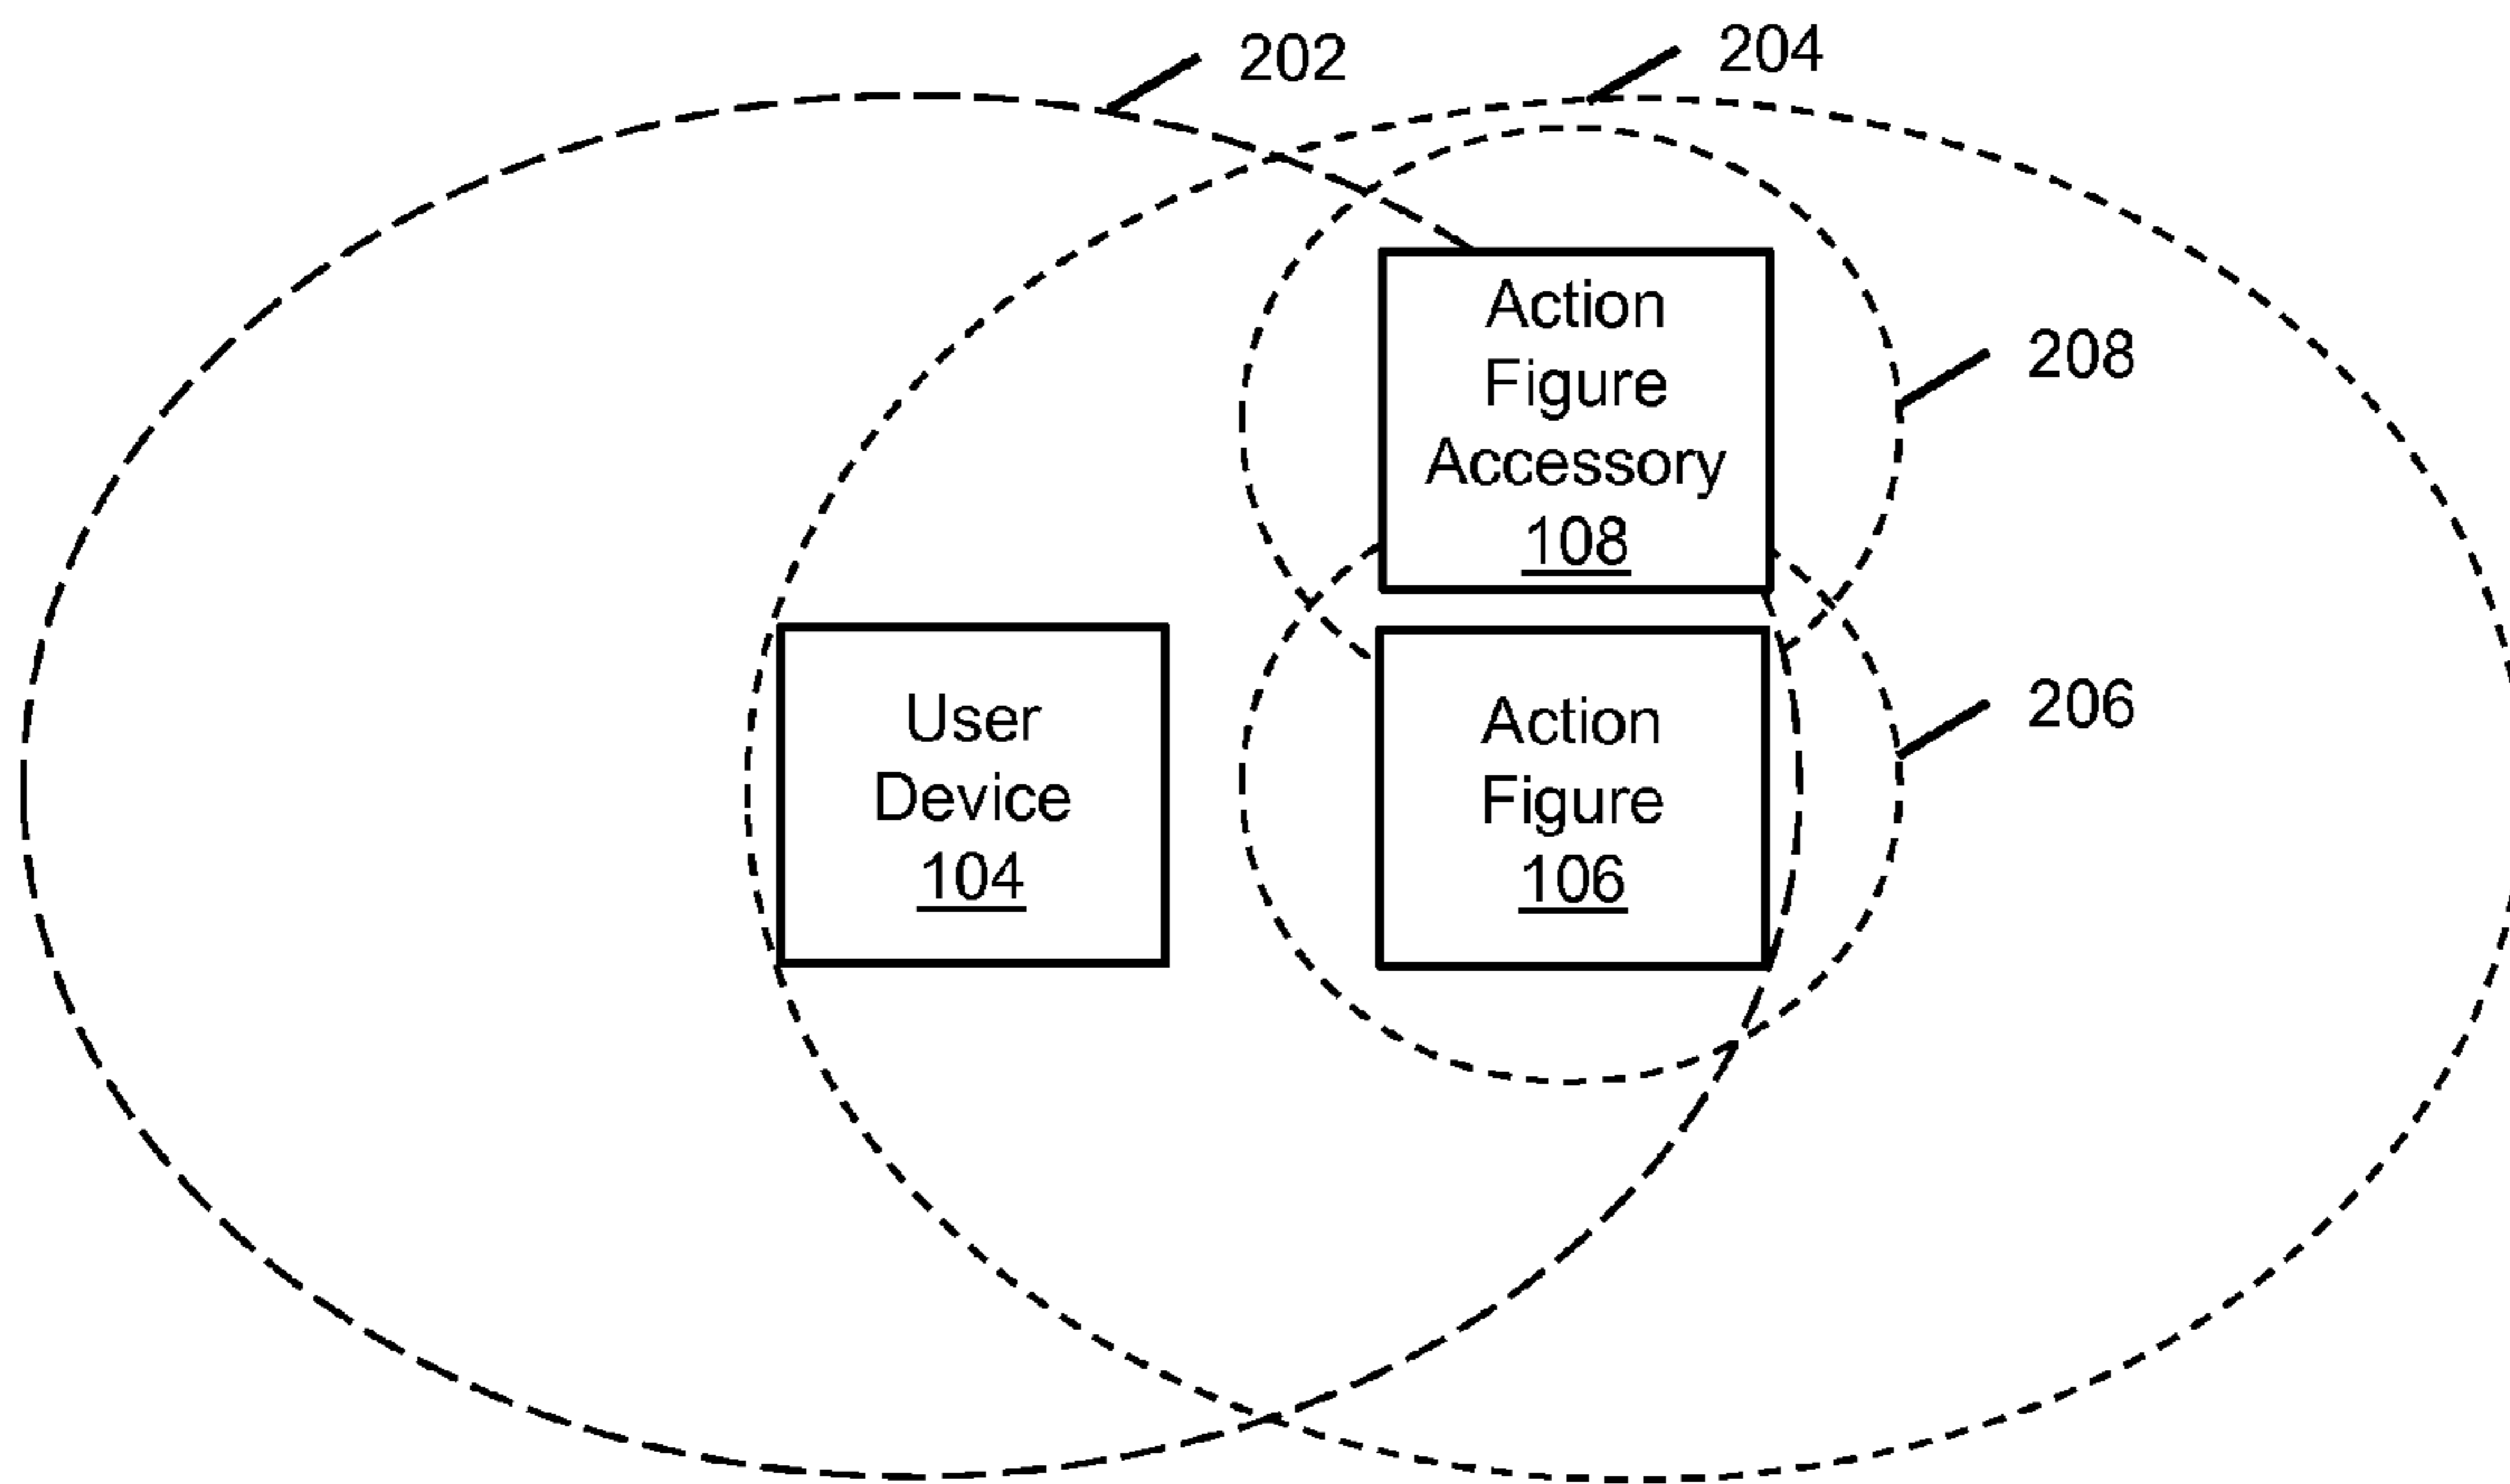 202
204
Action
Figure
Accessory
108
208
User
Device
104
Action
Figure
106
206